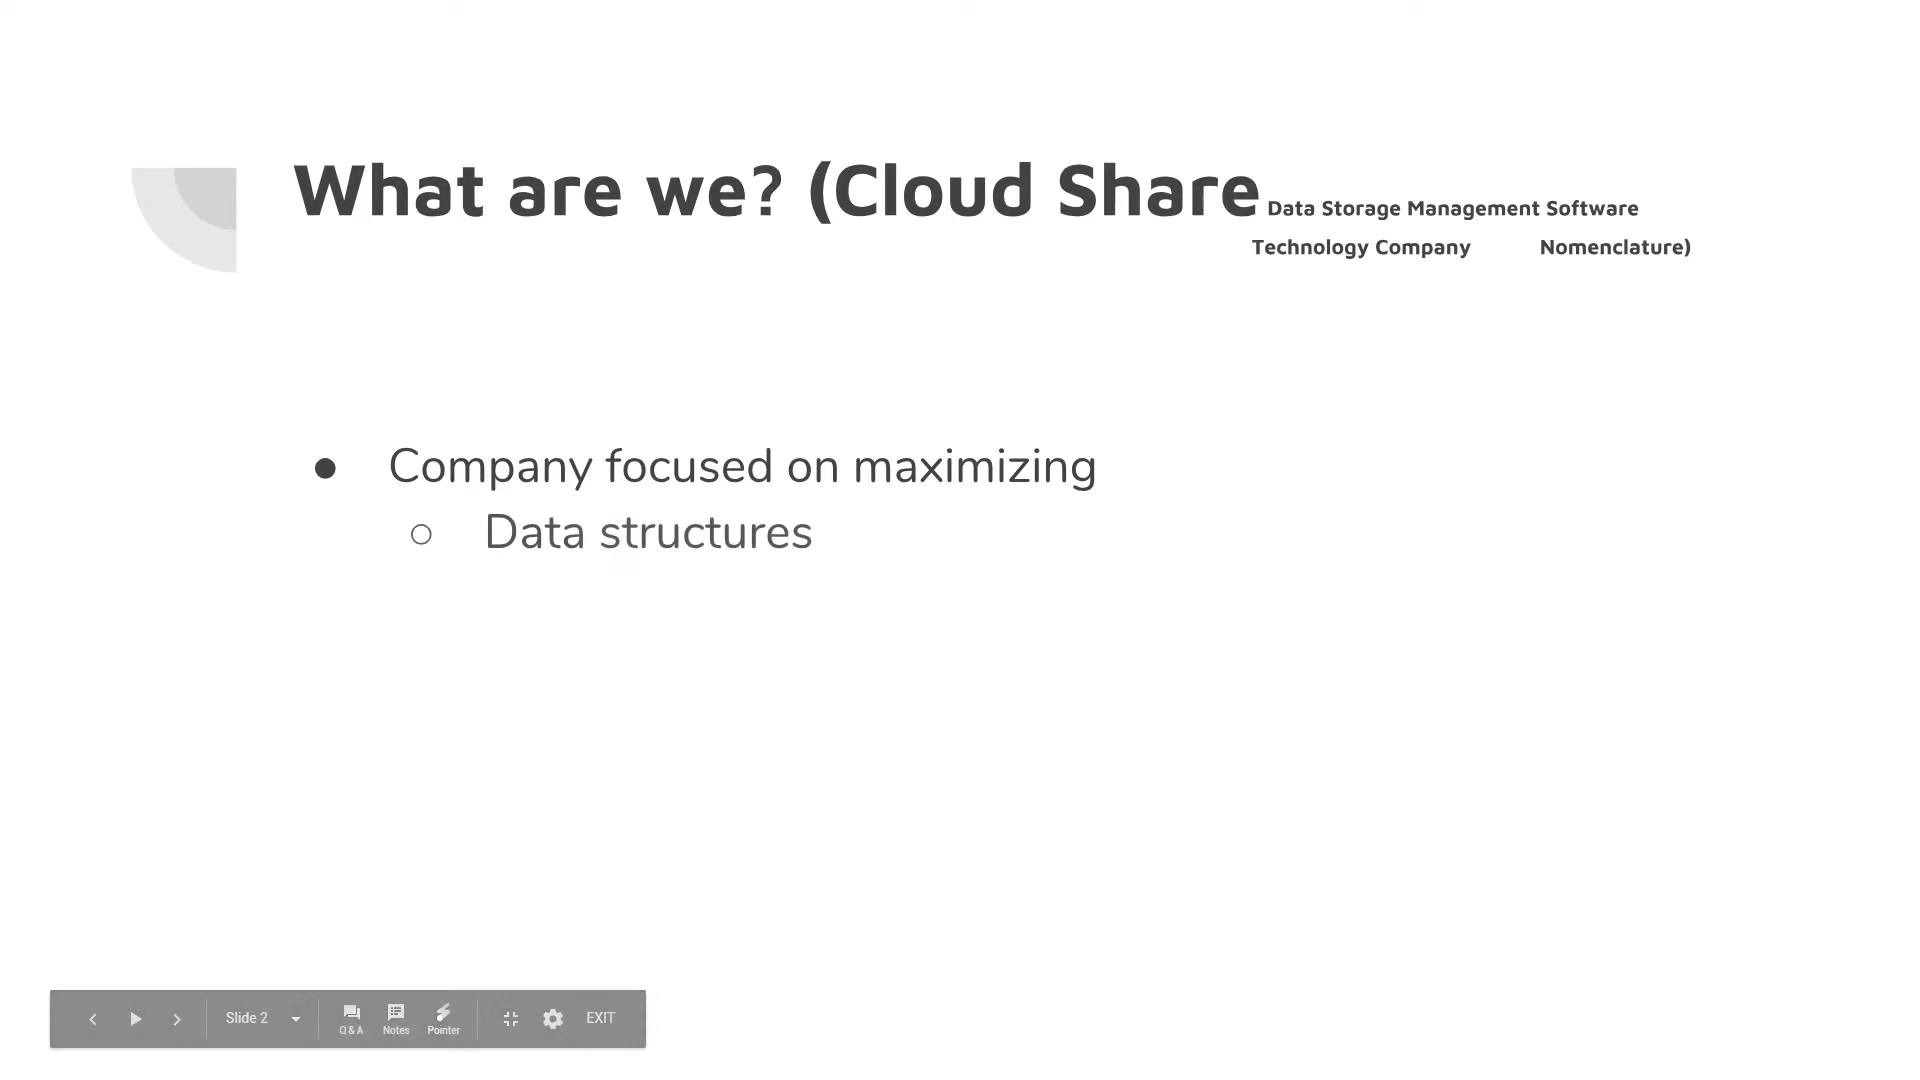 What are we? (Cloud Share Data Storage Management Software
Technology Company Nomenclature)
● Company focused on maximizing
○ Data structures
Slide 2
Q & A Notes Pointer
EXIT